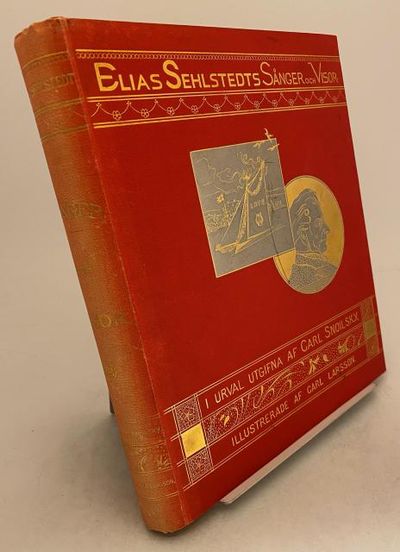 Elias Sehlstedts Sånger och Visor.
I urval utgifna af Carl Snoilsky.
Illustrerade af Carl Larsson.